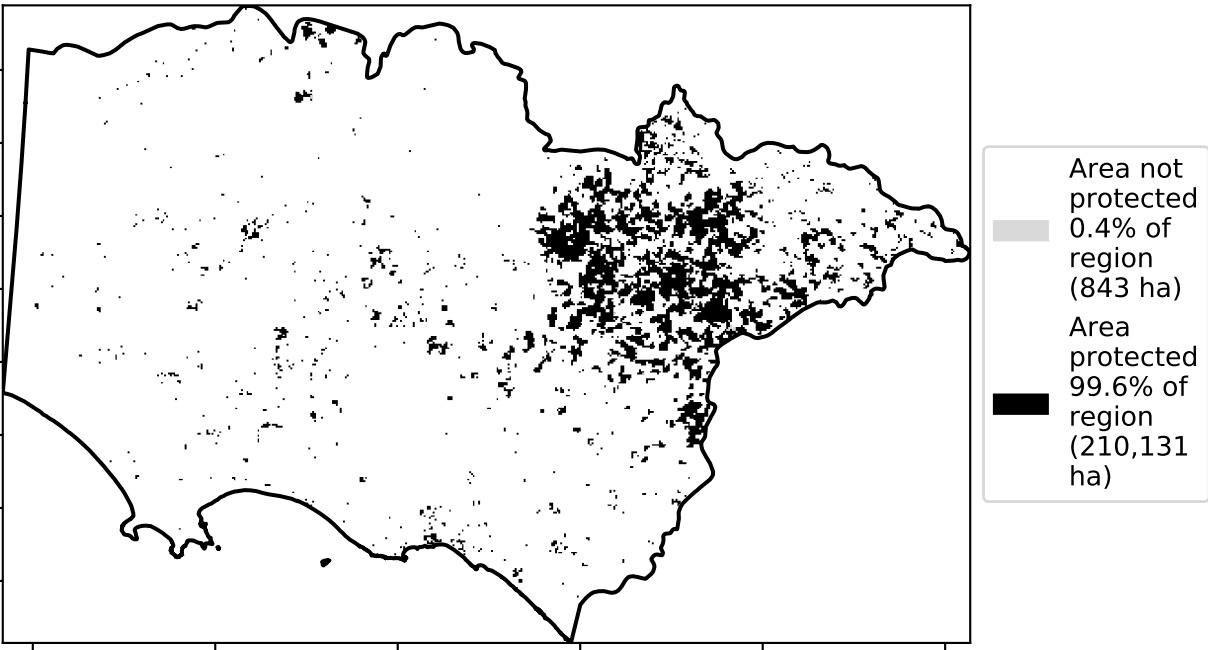 Area not
protected
0.4% of
region
(843 ha)
Area
protected
99.6% of
region
(210,131
ha)